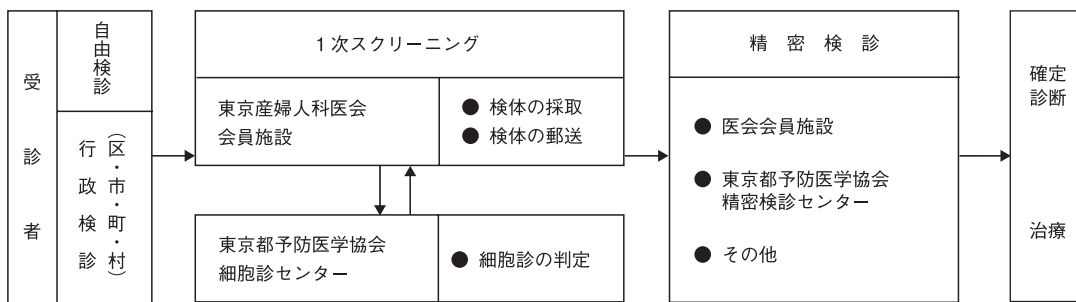 受診者
自由検診
行政検診
（区・市・町・村）
１次スクリーニング
東京産婦人科医会
会員施設
● 検体の採取
● 検体の郵送
東京都予防医学協会
細胞診センター
● 細胞診の判定
精密検診
● 医会会員施設
● 東京都予防医学協会
精密検診センター
● その他
確定
診断
治療